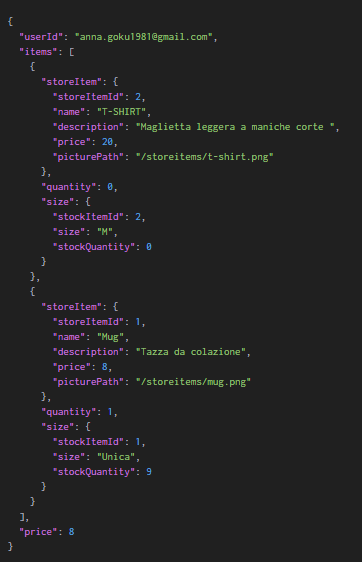 {
  "userId": "anna.goku1981@gmail.com",
  "items": [
    {
      "storeItem": {
        "storeItemId": 2,
        "name": "T-SHIRT",
        "description": "Maglietta leggera a maniche corte ",
        "price": 20,
        "picturePath": "/storeitems/t-shirt.png"
      },
      "quantity": 0,
      "size": {
        "stockItemId": 2,
        "size": "M",
        "stockQuantity": 0
      }
    },
    {
      "storeItem": {
        "storeItemId": 1,
        "name": "Mug",
        "description": "Tazza da colazione",
        "price": 8,
        "picturePath": "/storeitems/mug.png"
      },
      "quantity": 1,
      "size": {
        "stockItemId": 1,
        "size": "Unica",
        "stockQuantity": 9
      }
    }
  ],
  "price": 8
}